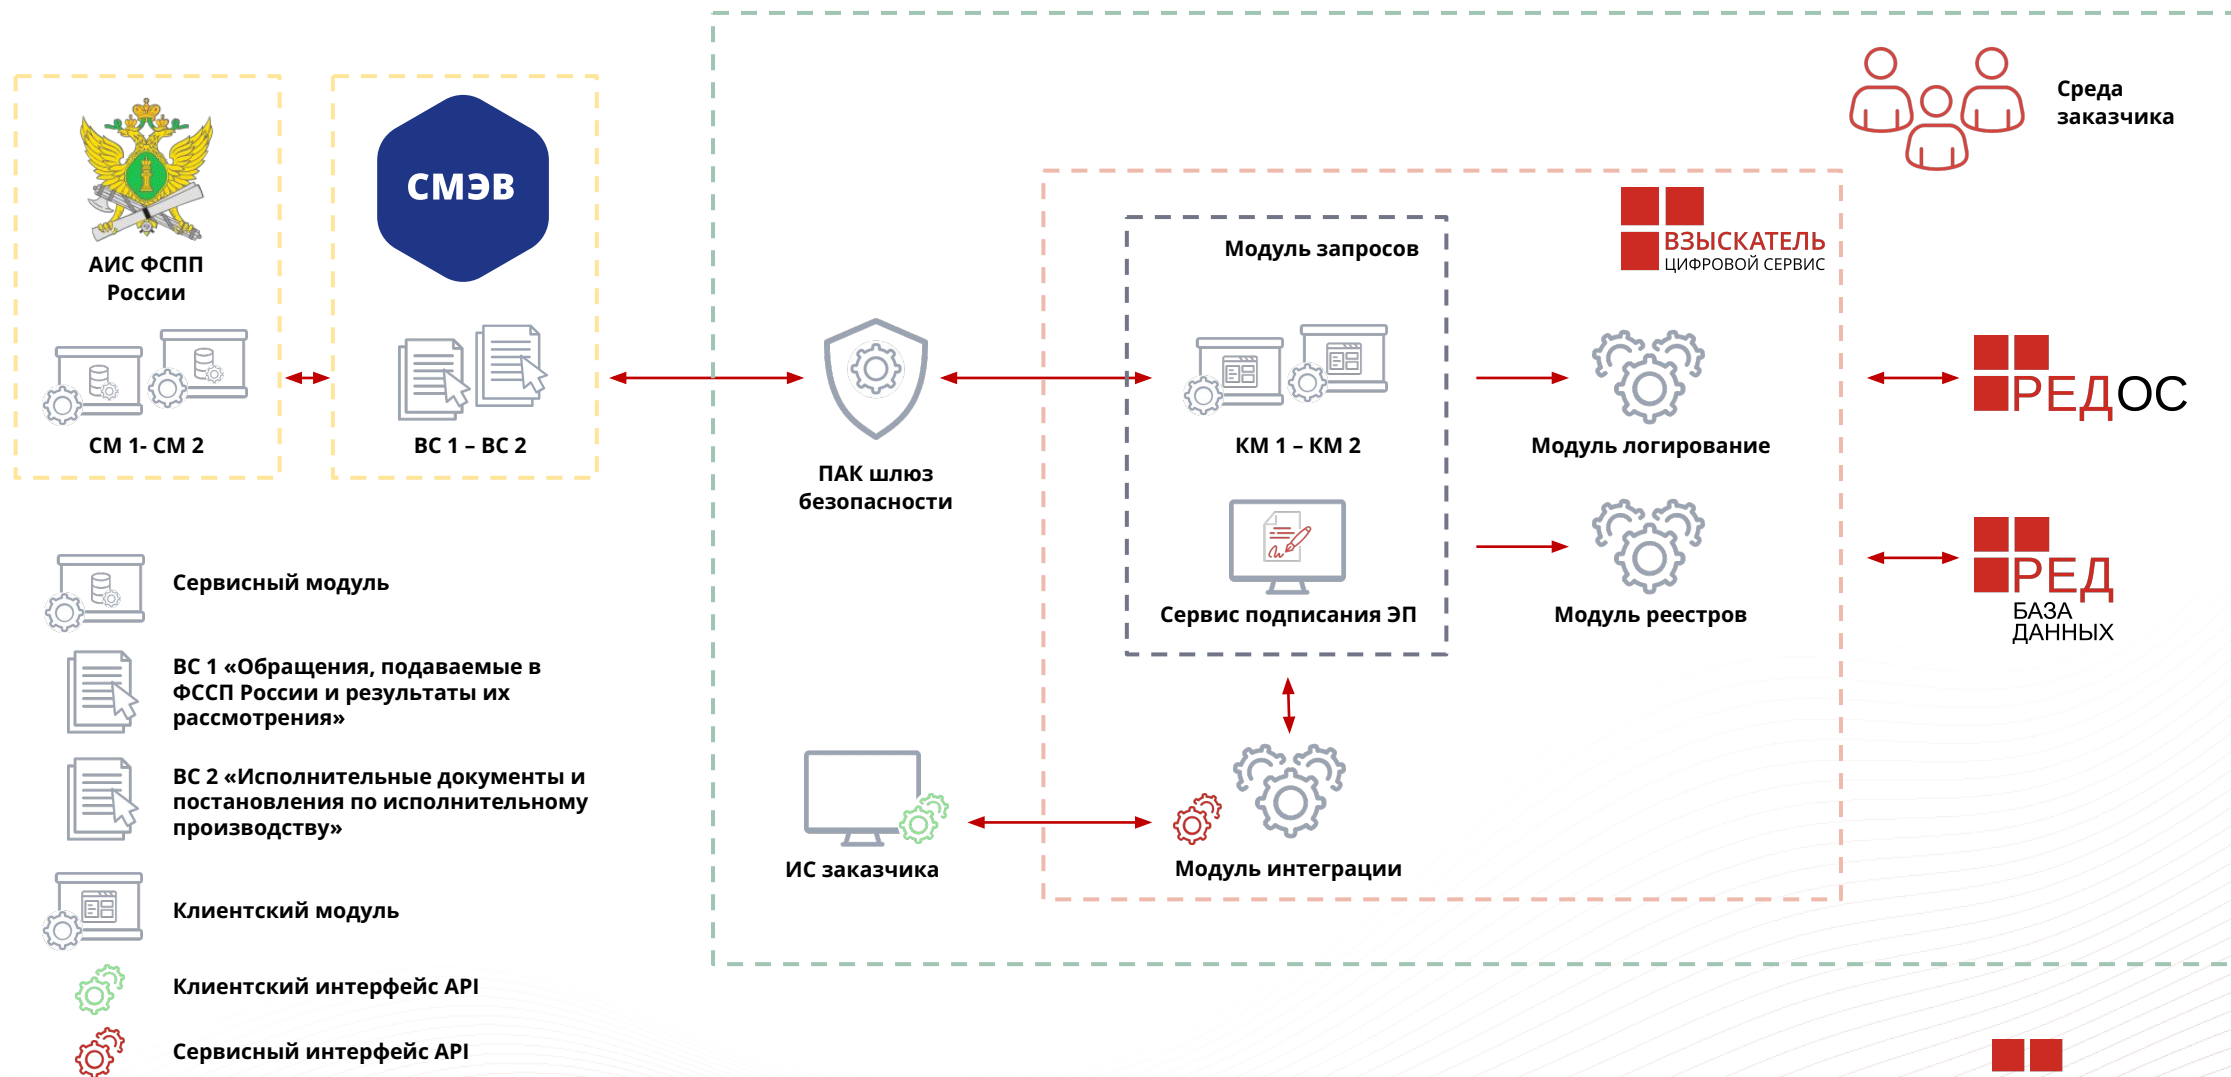 Среда
заказчика
АИС ФСПП
России
СМЭВ
СМ 1- СМ 2
ВС 1 – ВС 2
ПАК шлюз
безопасности
Модуль запросов
ВЗЫСКАТЕЛЬ
ЦИФРОВОЙ СЕРВИС
КМ 1 – КМ 2
Модуль логирование
РЕДОС
Сервис подписания ЭП
Модуль реестров
РЕД
БАЗА
ДАННЫХ
ИС заказчика
Модуль интеграции
Сервисный модуль
ВС 1 «Обращения, подаваемые в
ФССП России и результаты их
рассмотрения»
ВС 2 «Исполнительные документы и
постановления по исполнительному
производству»
Клиентский модуль
Клиентский интерфейс API
Сервисный интерфейс API